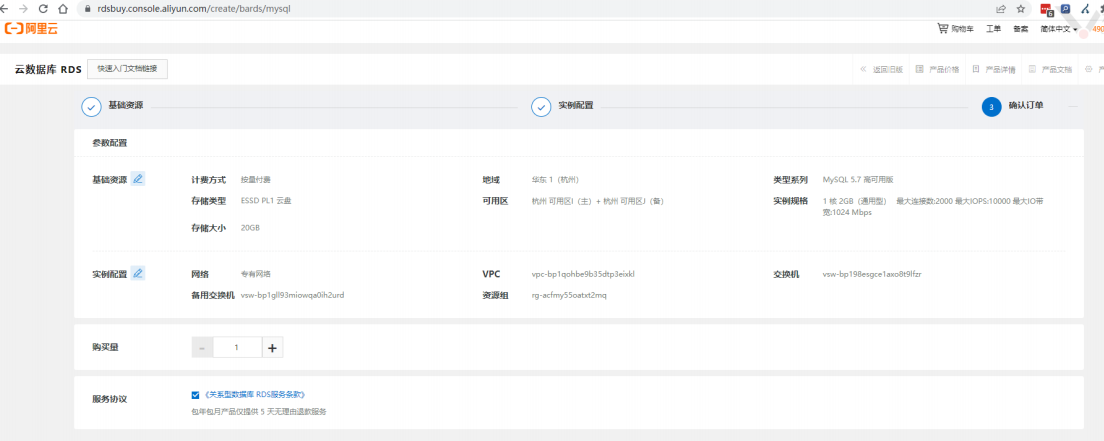 rdsbuy.console.aliyun.com/create/bards/mysql
阿里云
购物车 工单 备案 简体中文 490
云数据库 RDS 快速入门文档链接
返回旧版 产品价格 产品详情 产品文档
基础资源 实例配置 3 确认订单
参数配置
基础资源 计费方式 按量付费 地域 华东 1（杭州） 类型系列 MySQL 5.7 高可用版
存储类型 ESSD PL1 云盘 可用区 杭州 可用区I（主）+ 杭州 可用区J（备） 实例规格 1 核 2GB（通用型） 最大连接数:2000 最大IOPS:10000 最大IO带
宽:1024 Mbps
存储大小 20GB
实例配置 网络 专有网络 VPC vpc-bp1qohbe9b35dtp3eixkl 交换机 vsw-bp198esgce1axo8t9lfzr
备用交换机 vsw-bp1gll93miowqa0ih2urd 资源组 rg-acfmy55oatxt2mq
购买量 - 1 +
服务协议 《关系型数据库 RDS服务条款》
包年包月产品仅提供 5 天无理由退款服务